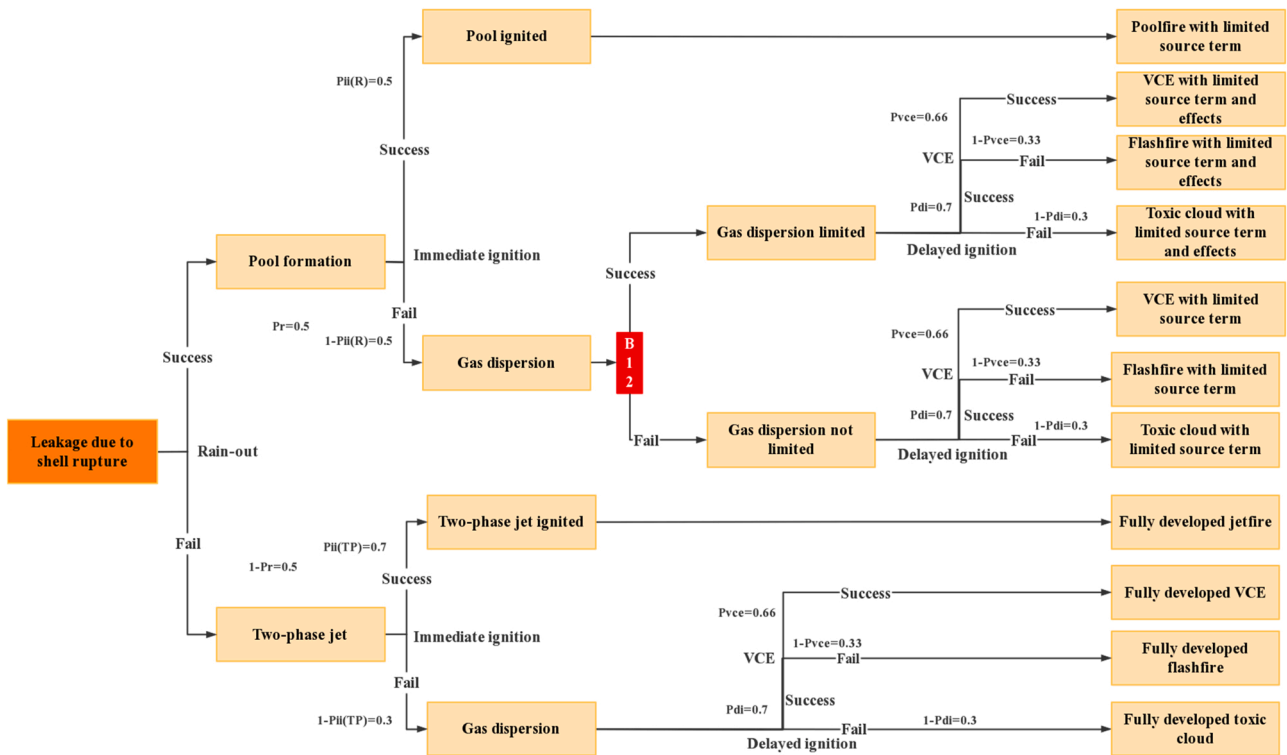 Pool ignited
Poolfire with limited
source term
Pii(R)=0.5
Success
VCE with limited
source term and
effects
Success
Pvce=0.66
1-Pvce=0.33
VCE
Fail
Flashfire with limited
source term and
effects
Success
Pdi=0.7
1-Pdi=0.3
Gas dispersion limited
Fail
Delayed ignition
Toxic cloud with
limited source term
and effects
Pool formation
Immediate ignition
Success
Fail
Pr=0.5
1-Pii(R)=0.5
Success
Gas dispersion
B
1
2
Success
VCE with limited
source term
Pvce=0.66
1-Pvce=0.33
VCE
Fail
Flashfire with limited
source term
Pdi=0.7
Success
1-Pdi=0.3
Fail
Gas dispersion not
limited
Fail
Delayed ignition
Toxic cloud with
limited source term
Leakage due to
shell rupture
Rain-out
Two-phase jet ignited
Fully developed jetfire
Fail
Pii(TP)=0.7
1-Pr=0.5
Success
Success
Fully developed VCE
Pvce=0.66
Two-phase jet
Immediate ignition
1-Pvce=0.33
VCE
Fail
Fully developed
flashfire
Fail
Success
Pdi=0.7
1-Pii(TP)=0.3
Gas dispersion
1-Pdi=0.3
Fail
Delayed ignition
Fully developed toxic
cloud